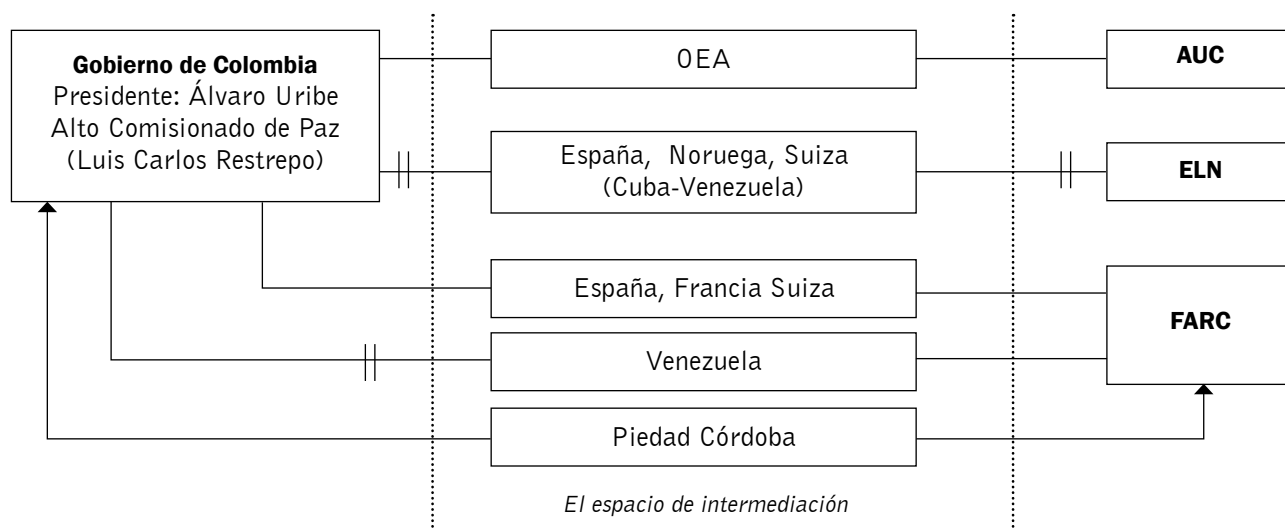 Gobierno de Colombia
Presidente: Álvaro Uribe
Alto Comisionado de Paz
(Luis Carlos Restrepo)
OEA
AUC
España, Noruega, Suiza
(Cuba-Venezuela)
ELN
España, Francia Suiza
FARC
Venezuela
Piedad Córdoba
El espacio de intermediación